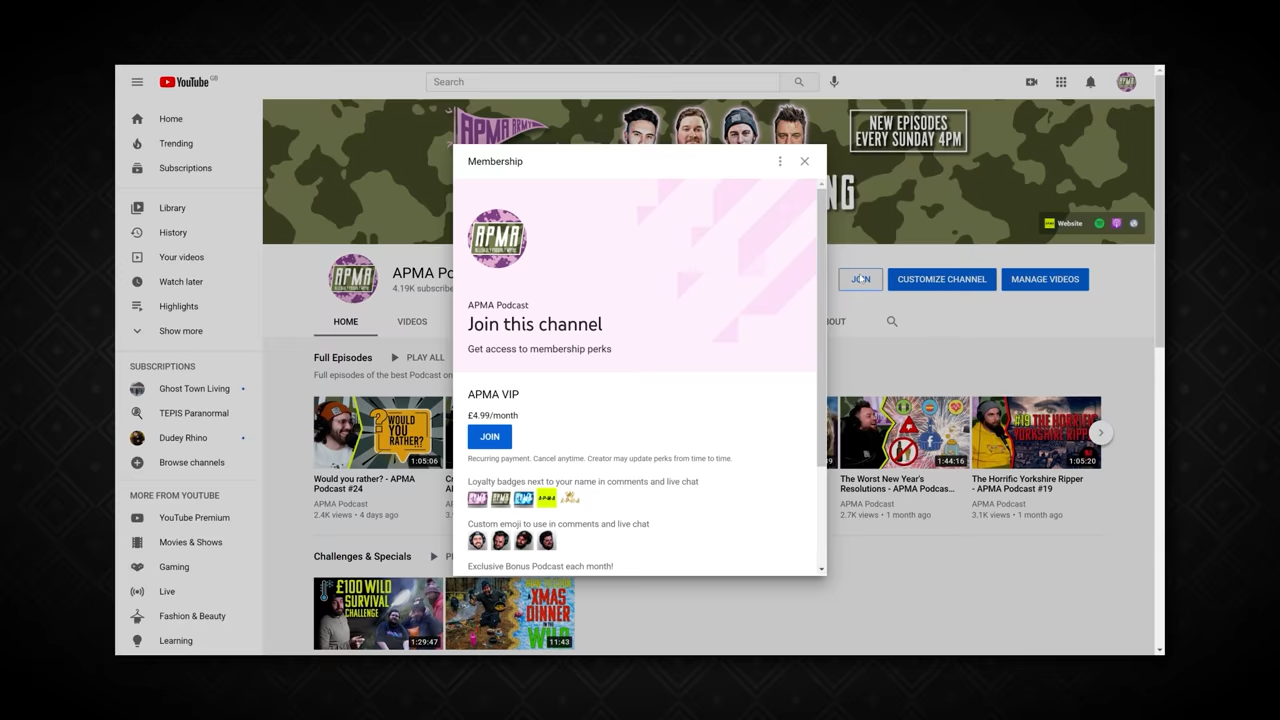 YouTube GB
Search
Home
Trending
Subscriptions
Library
History
Your videos
Watch later
Highlights
Show more
SUBSCRIPTIONS
Ghost Town Living
TEPIS Paranormal
Dudey Rhino
Browse channels
MORE FROM YOUTUBE
YouTube Premium
Movies & Shows
Gaming
Live
Fashion & Beauty
Learning
APMA ARMY
NEW EPISODES
EVERY SUNDAY 4PM
NG
Website
APMA
APMA Po
4.19K subscribe
JOIN
CUSTOMIZE CHANNEL
MANAGE VIDEOS
HOME
VIDEOS
OUT
Full Episodes
PLAY ALL
Full episodes of the best Podcast on
WOULD
YOU
RATHER?
1:05:06
Would you rather? - APMA
Podcast #24
APMA Podcast
2.4K views • 4 days ago
1:44:16
The Worst New Year's
Resolutions - APMA Podcas...
APMA Podcast
2.7K views • 1 month ago
#19 THE HORRIFIC
YORKSHIRE RIPPER
1:05:20
The Horrific Yorkshire Ripper
- APMA Podcast #19
APMA Podcast
3.1K views • 1 month ago
Challenges & Specials
£100 WILD
SURVIVAL
CHALLENGE
1:29:47
XMAS
DINNER
IN THE
WILD
11:43
Membership
APMA
APMA Podcast
Join this channel
Get access to membership perks
APMA VIP
£4.99/month
JOIN
Recurring payment. Cancel anytime. Creator may update perks from time to time.
Loyalty badges next to your name in comments and live chat
APMA
Custom emoji to use in comments and live chat
Exclusive Bonus Podcast each month!